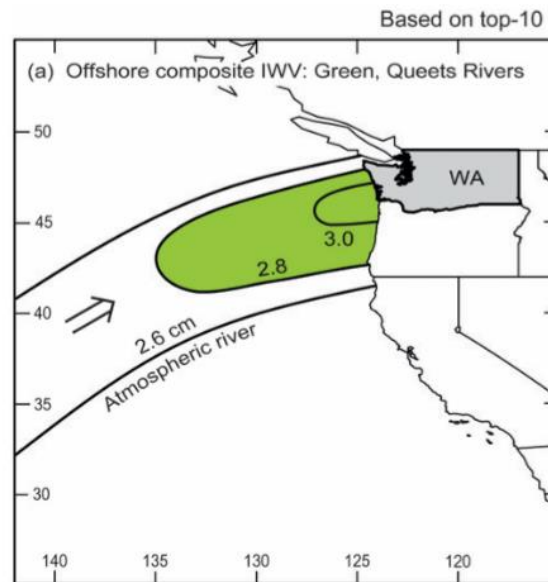 Based on top-10
(a) Offshore composite IWV: Green, Queets Rivers
50
WA
45
3.0
2.8
40
2.6 cm
Atmospheric river
35
30
140 135 130 125 120